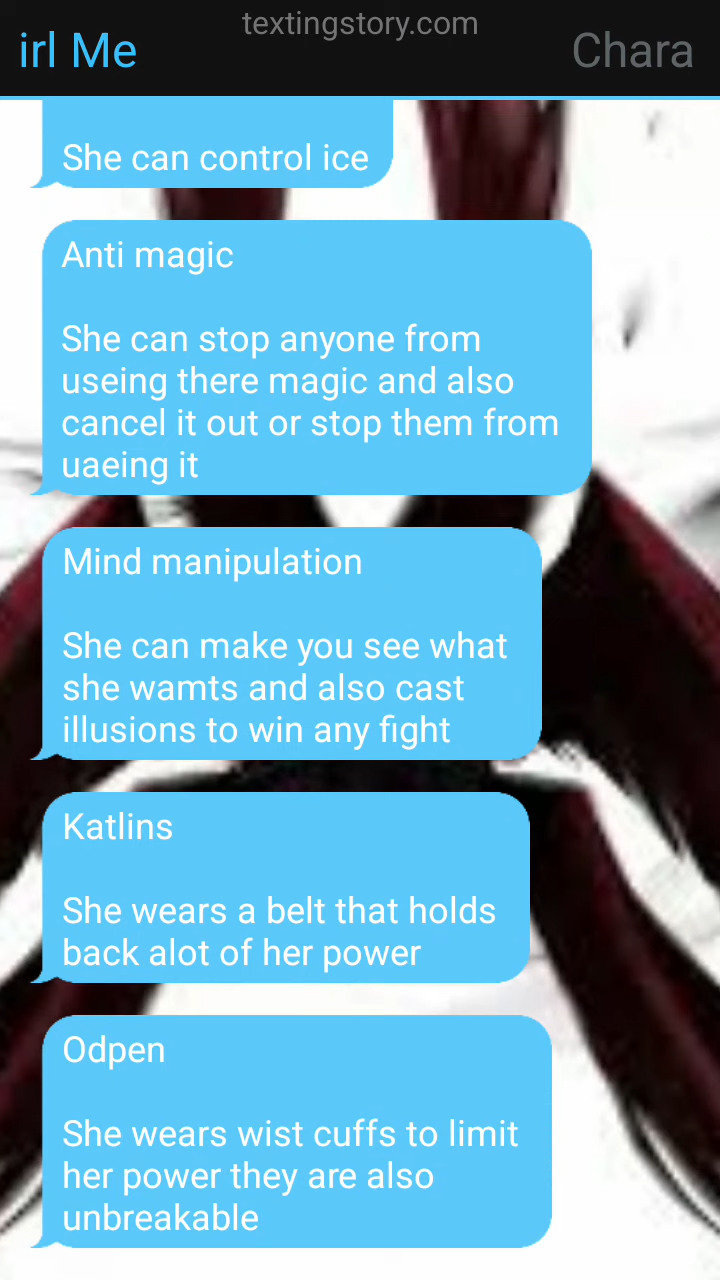 textingstory.com
irl Me
Chara
She can control ice
Anti magic
She can stop anyone from
useing there magic and also
cancel it out or stop them from
uaeing it
Mind manipulation
She can make you see what
she wamts and also cast
illusions to win any fight
Katlins
She wears a belt that holds
back alot of her power
Odpen
She wears wist cuffs to limit
her power they are also
unbreakable